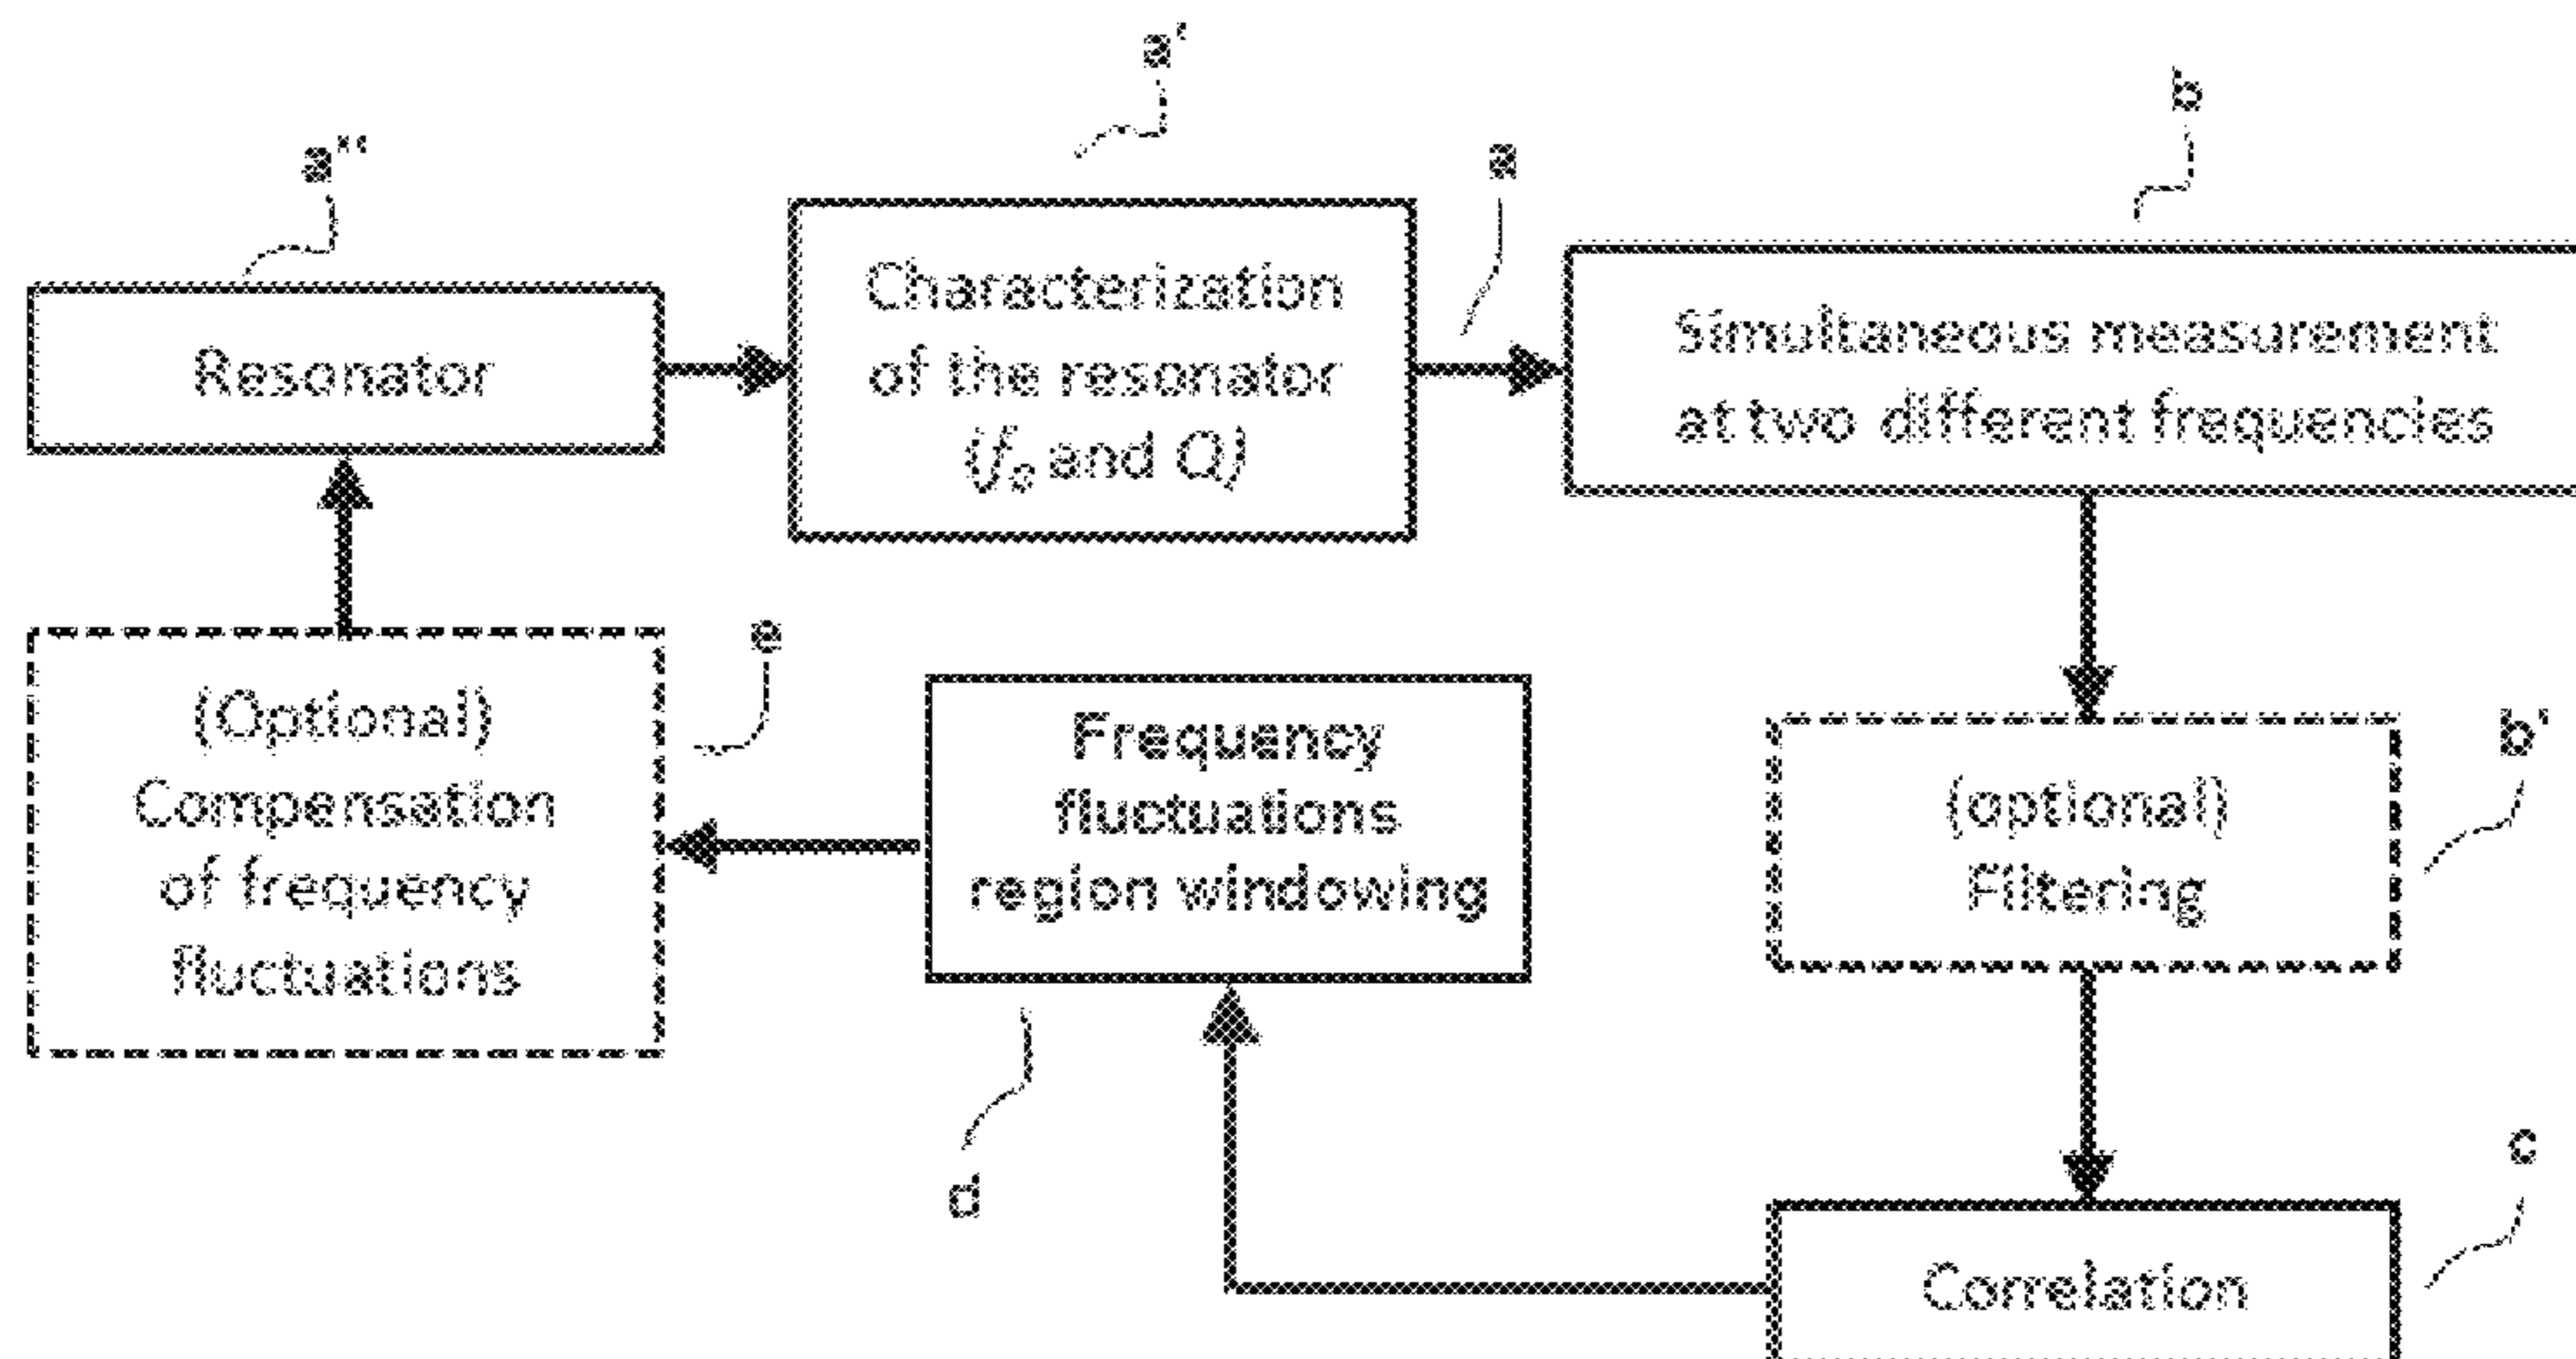 a'
a''
a
b
Resonator
Characterization
of the resonator
(f₀ and Q)
Simultaneous measurement
at two different frequencies
e
b'
(Optional)
Compensation
of frequency
fluctuations
Frequency
fluctuations
region windowing
(optional)
Filtering
d
c
Correlation